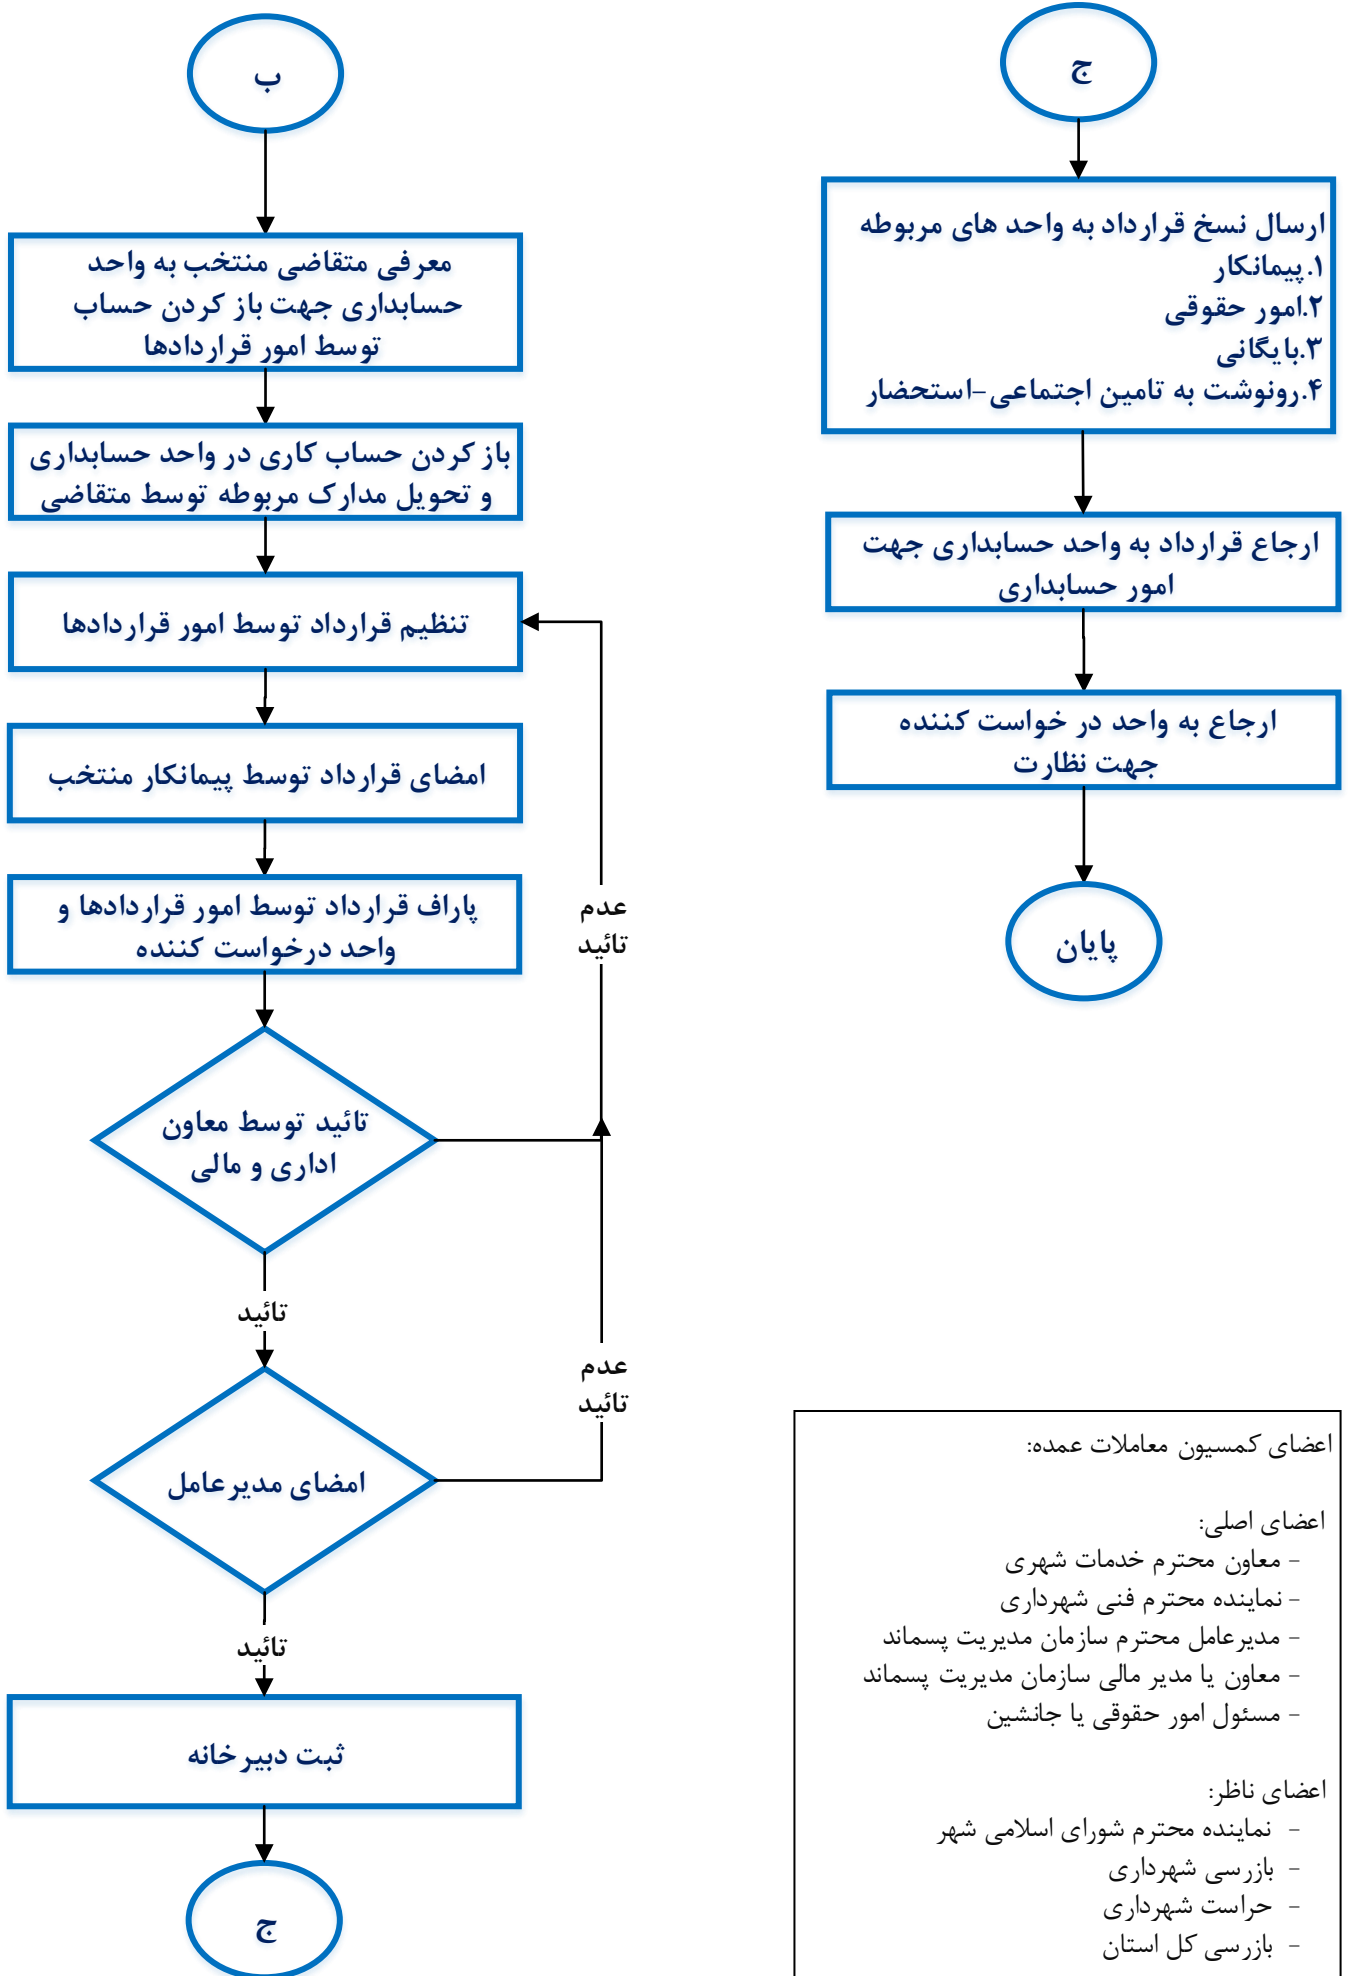 ب
معرفی متقاضی منتخب به واحد
حسابداری جهت باز کردن حساب
توسط امور قراردادها
باز کردن حساب کاری در واحد حسابداری
و تحویل مدارک مربوطه توسط متقاضی
تنظیم قرارداد توسط امور قراردادها
امضای قرارداد توسط پیمانکار منتخب
پاراف قرارداد توسط امور قراردادها و
واحد درخواست کننده
عدم
تائید
تائید توسط معاون
اداری و مالی
تائید
عدم
تائید
امضای مدیرعامل
تائید
ثبت دبیرخانه
ج
ج
ارسال نسخ قرارداد به واحد های مربوطه
۱.پیمانکار
۲.امور حقوقی
۳.بایگانی
۴.رونوشت به تامین اجتماعی-استحضار
ارجاع قرارداد به واحد حسابداری جهت
امور حسابداری
ارجاع به واحد در خواست کننده
جهت نظارت
پایان
اعضای کمسیون معاملات عمده:
اعضای اصلی:
- معاون محترم خدمات شهری
- نماینده محترم فنی شهرداری
- مدیرعامل محترم سازمان مدیریت پسماند
- معاون یا مدیر مالی سازمان مدیریت پسماند
- مسئول امور حقوقی یا جانشین
اعضای ناظر:
- نماینده محترم شورای اسلامی شهر
- بازرسی شهرداری
- حراست شهرداری
- بازرسی کل استان